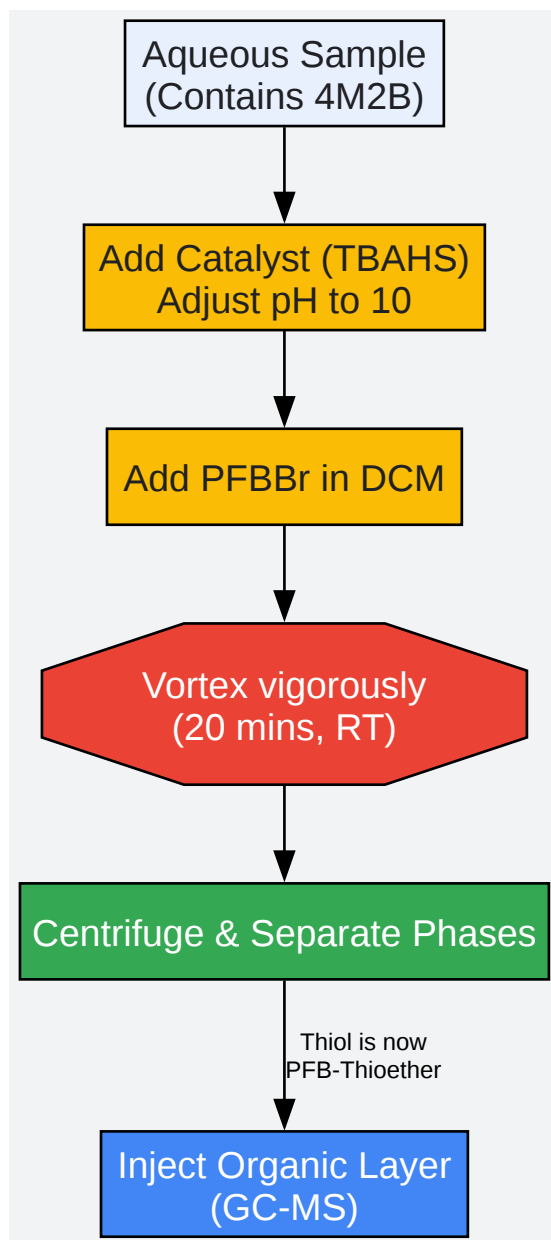 Aqueous Sample
(Contains 4M2B)
Add Catalyst (TBAHS)
Adjust pH to 10
Add PFBBr in DCM
Vortex vigorously
(20 mins, RT)
Centrifuge & Separate Phases
Thiol is now
PFB-Thioether
Inject Organic Layer
(GC-MS)